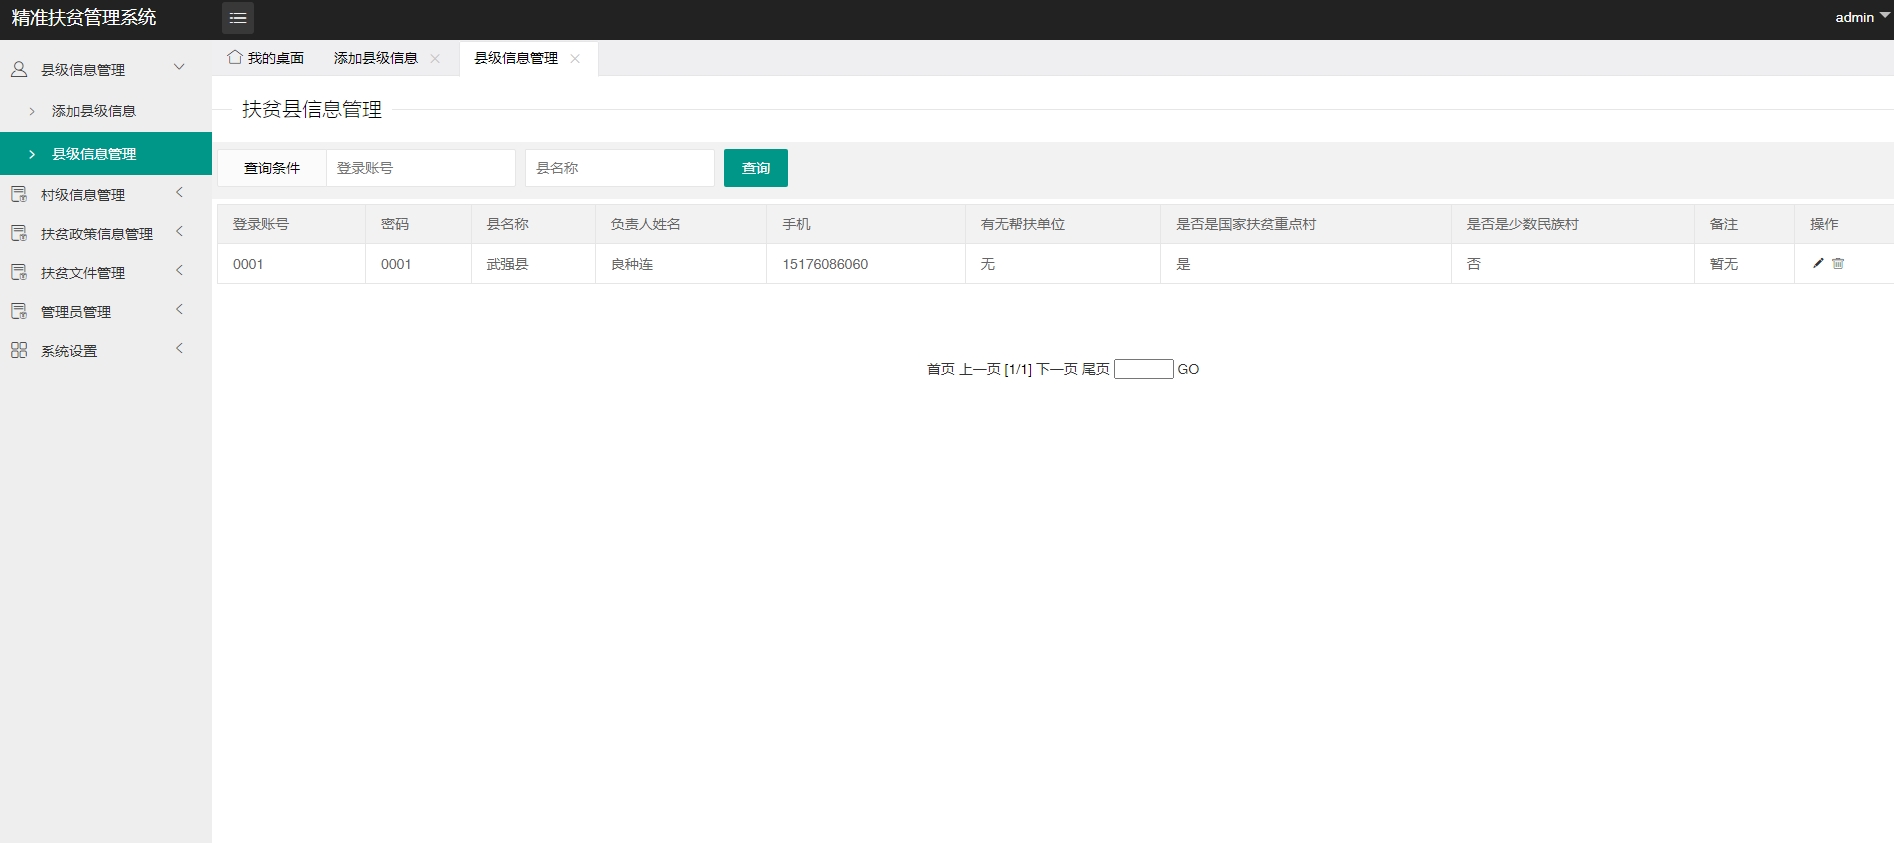 精准扶贫管理系统
admin
县级信息管理
添加县级信息
县级信息管理
村级信息管理
扶贫政策信息管理
扶贫文件管理
管理员管理
系统设置
我的桌面 添加县级信息 县级信息管理
扶贫县信息管理
查询条件 登录账号 县名称 查询
登录账号 密码 县名称 负责人姓名 手机 有无帮扶单位 是否是国家扶贫重点村 是否是少数民族村 备注 操作
0001 0001 武强县 良种连 15176086060 无 是 否 暂无
首页 上一页 [1/1] 下一页 尾页 GO